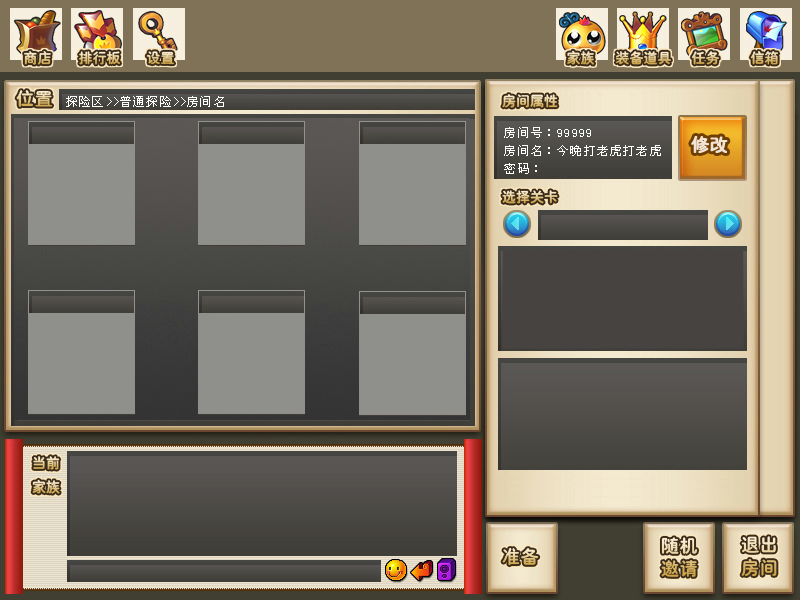 商店
排行板
设置
家族
装备道具
任务
信箱
位置
探险区>>普通探险>>房间名
房间属性
房间号：99999
房间名：今晚打老虎打老虎
密码：
修改
选择关卡
当前
家族
准备
随机
邀请
退出
房间